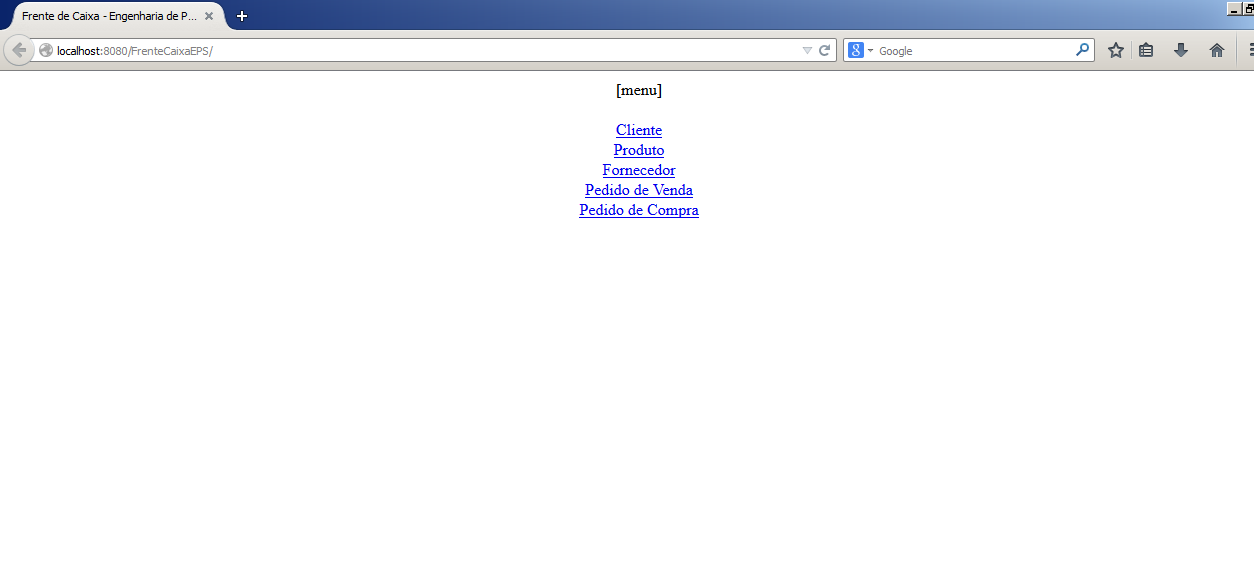 Frente de Caixa - Engenharia de P...
localhost:8080/FrenteCaixaEPS/
Google
[menu]
Cliente
Produto
Fornecedor
Pedido de Venda
Pedido de Compra